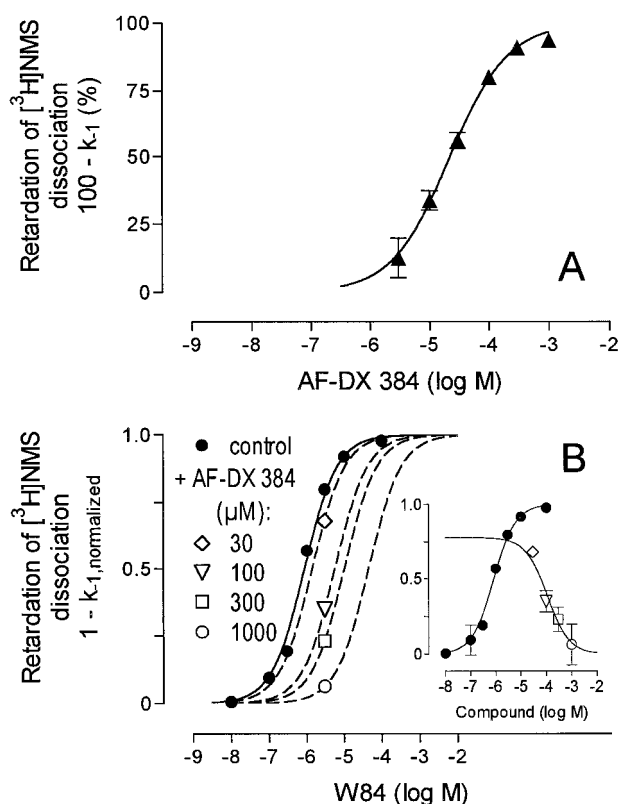 Retardation of [³H]NMS
dissociation
100 - k-1 (%)
100
75
50
25
0
A
-9 -8 -7 -6 -5 -4 -3 -2
AF-DX 384 (log M)
Retardation of [³H]NMS
dissociation
1 - k-1,normalized
1.0
0.5
0
control
+ AF-DX 384
(µM):
30
100
300
1000
B
1.0
0.5
0
-8 -7 -6 -5 -4 -3 -2
Compound (log M)
-9 -8 -7 -6 -5 -4 -3 -2
W84 (log M)